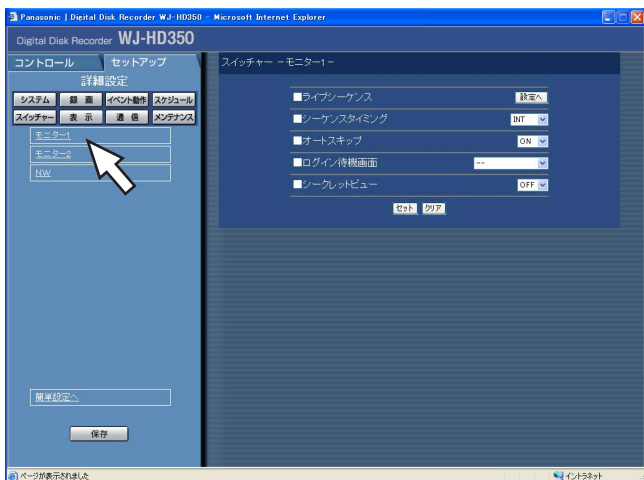 Panasonic | Digital Disk Recorder WJ-HD350 - Microsoft Internet Explorer
Digital Disk Recorder WJ-HD350
コントロール セットアップ
詳細設定
システム 録 画 イベント動作 スケジュール
スイッチャー 表 示 通 信 メンテナンス
モニター1
モニター2
NW
簡単設定へ
保存
スイッチャー －モニター1－
■ライブシーケンス 設定へ
■シーケンスタイミング INT
■オートスキップ ON
■ログイン待機画面 --
■シークレットビュー OFF
セット クリア
ページが表示されました イントラネット